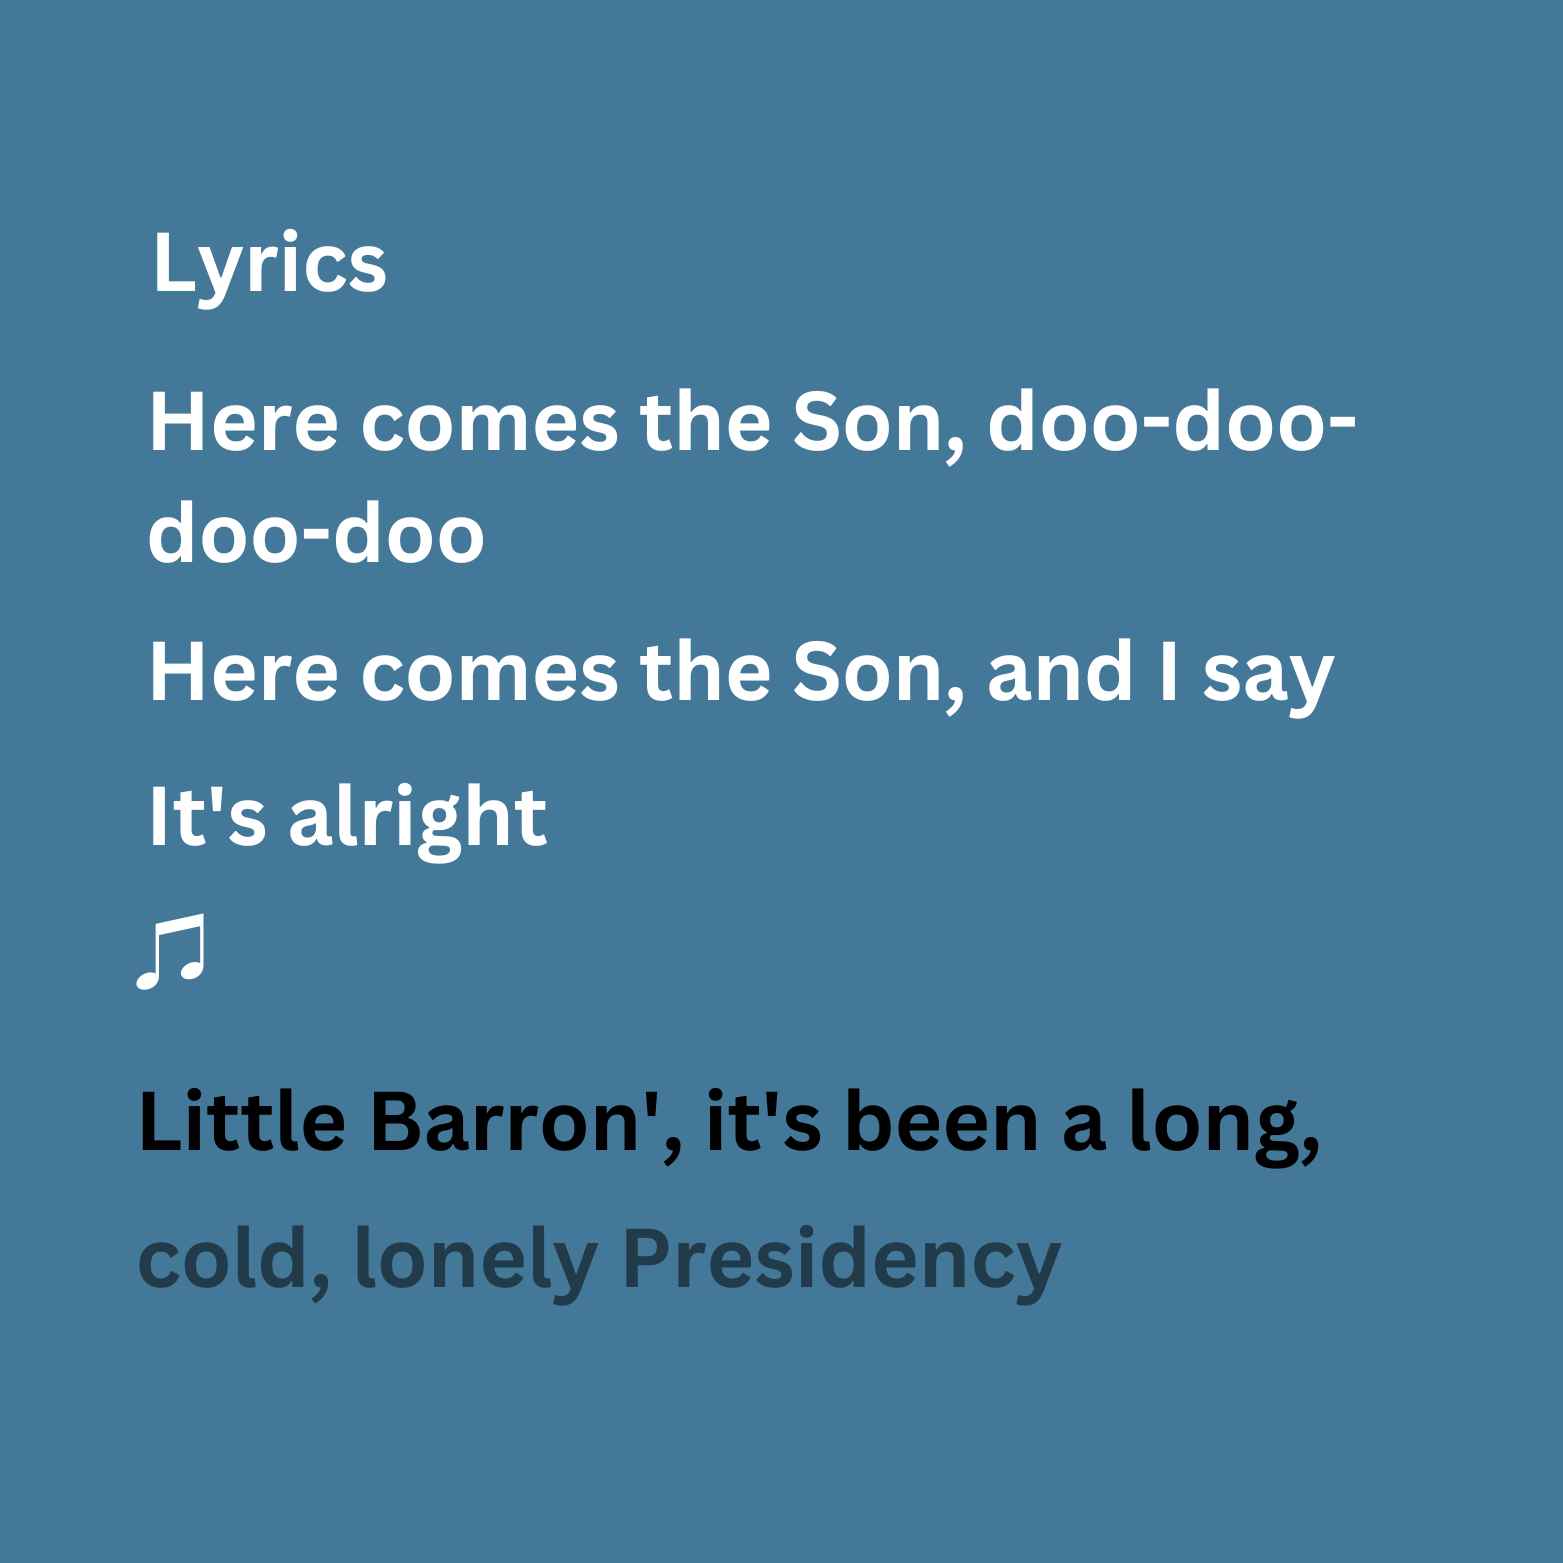 Lyrics
Here comes the Son, doo-doo-
doo-doo
Here comes the Son, and I say
It's alright
♫
Little Barron', it's been a long,
cold, lonely Presidency